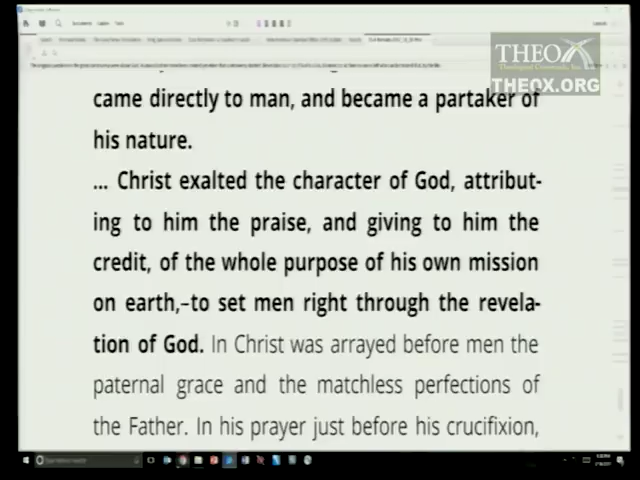 THEOX
THEOX.ORG
came directly to man, and became a partaker of
his nature.
... Christ exalted the character of God, attribut-
ing to him the praise, and giving to him the
credit, of the whole purpose of his own mission
on earth,–to set men right through the revela-
tion of God. In Christ was arrayed before men the
paternal grace and the matchless perfections of
the Father. In his prayer just before his crucifixion,